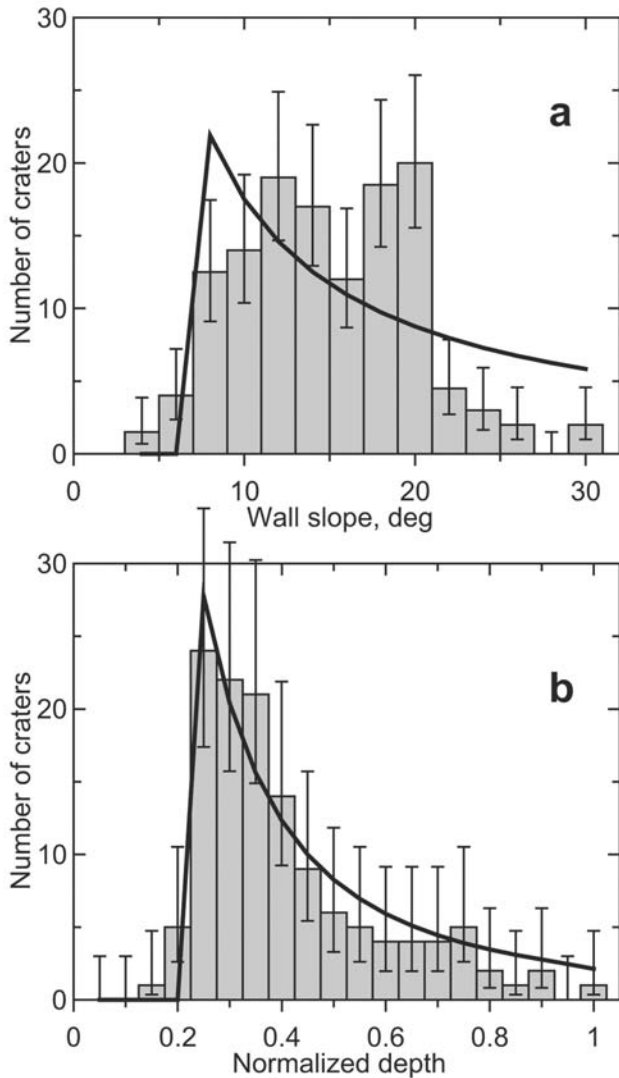 30
a
20
Number of craters
10
0
0 10 20 30
Wall slope, deg
30
b
20
Number of craters
10
0
0 0.2 0.4 0.6 0.8 1
Normalized depth